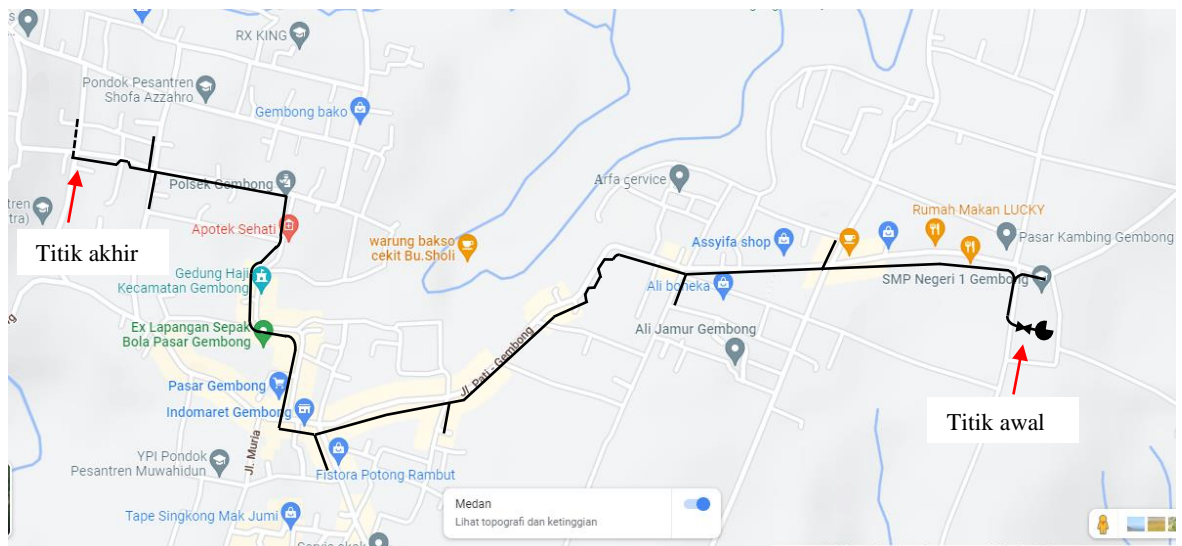 RX KING
Pondok Pesantren
Shofa Azzahro
Gembong bako
Polsek Gembong
Arfa service
tren
tra)
Rumah Makan LUCKY
Apotek Sehati
Assyifa shop
Pasar Kambing Gembong
Titik akhir
warung bakso
cekit Bu.Sholi
Gedung Haji
Kecamatan Gembong
Ali boneka
SMP Negeri 1 Gembong
Ex Lapangan Sepak
Bola Pasar Gembong
Ali Jamur Gembong
Jl. Pati - Gembong
Pasar Gembong
Indomaret Gembong
Titik awal
Jl. Muria
YPI Pondok
Pesantren Muwahidun
Fistora Potong Rambut
Medan
Lihat topografi dan ketinggian
Tape Singkong Mak Jumi